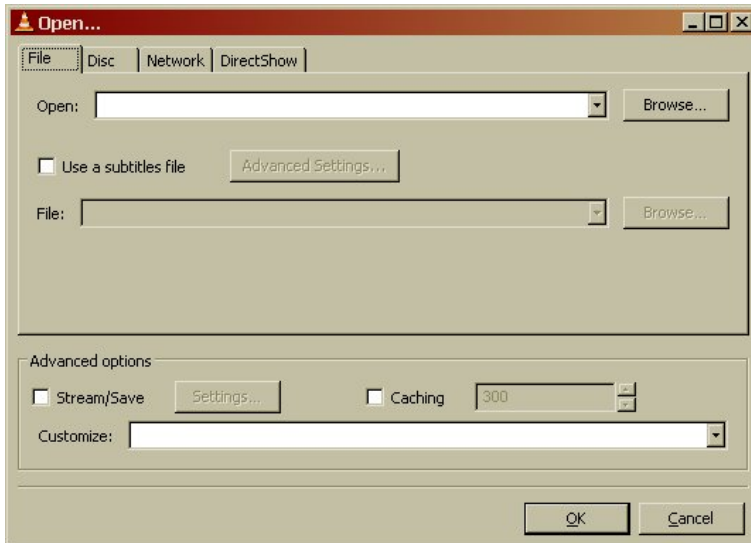 Open...
File Disc Network DirectShow
Open: Browse...
Use a subtitles file Advanced Settings...
File: Browse...
Advanced options
Stream/Save Settings... Caching 300
Customize:
OK Cancel